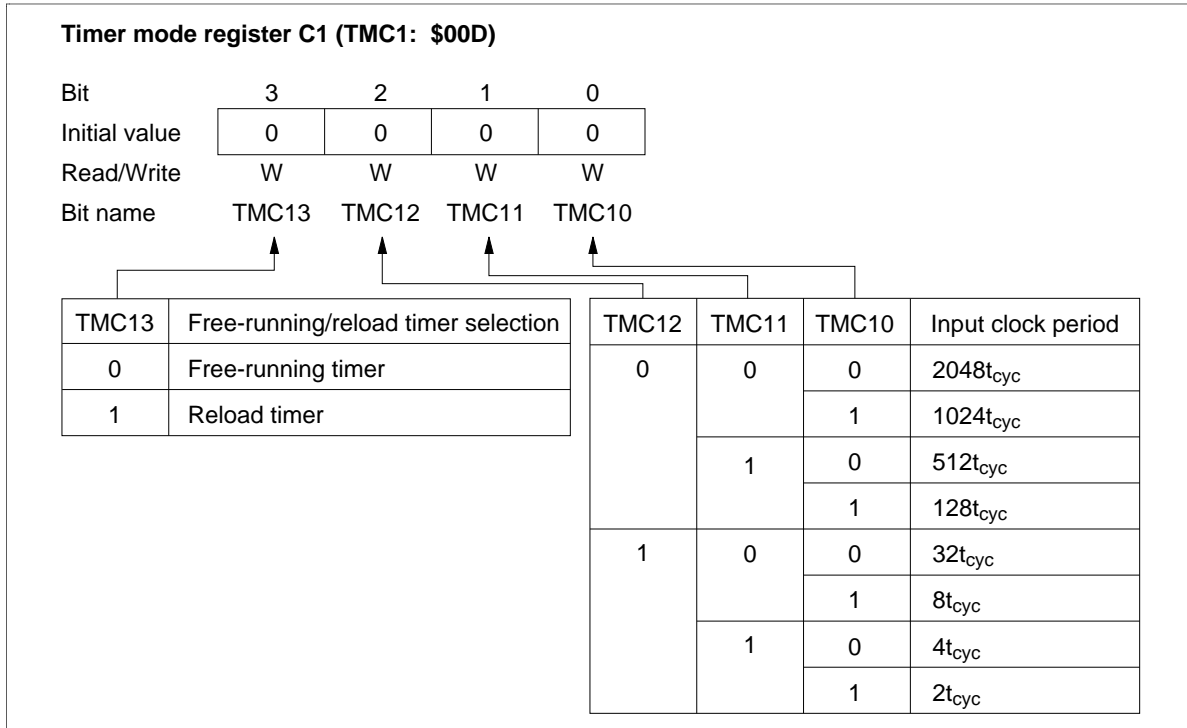 Timer mode register C1 (TMC1: $00D)
Bit 3 2 1 0
Initial value 0 0 0 0
Read/Write W W W W
Bit name TMC13 TMC12 TMC11 TMC10
TMC13 Free-running/reload timer selection
0 Free-running timer
1 Reload timer
TMC12 TMC11 TMC10 Input clock period
0 0 0 2048tcyc
1 1024tcyc
1 0 512tcyc
1 128tcyc
1 0 0 32tcyc
1 8tcyc
1 0 4tcyc
1 2tcyc